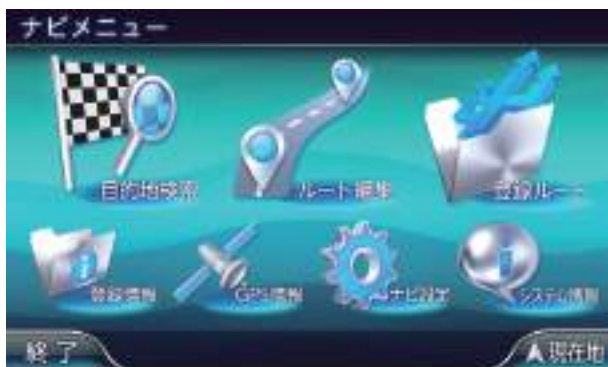 ナビメニュー
目的地検索
ルート編集
登録ルート
登録情報
GPS情報
ナビ設定
システム情報
終了
現在地